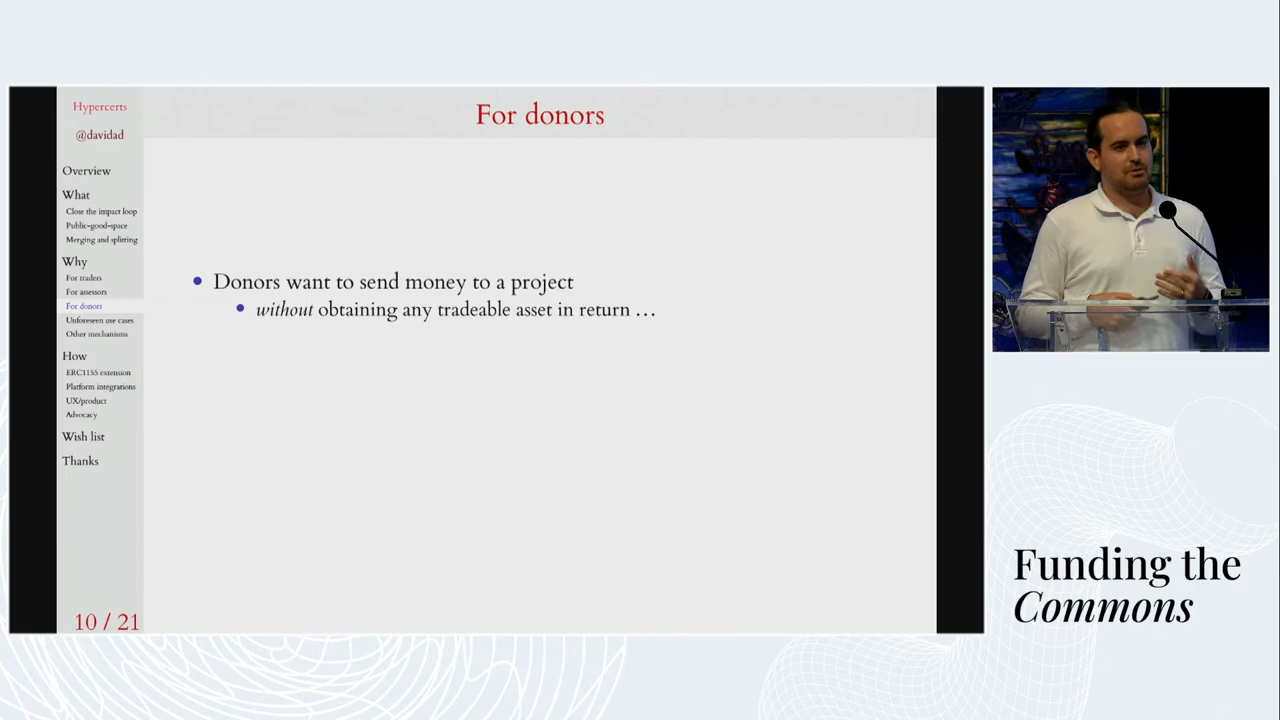 Hypercerts
@davidad
Overview
What
Close the impact loop
Public-good-space
Merging and splitting
Why
For traders
For assessors
For donors
Unforeseen use cases
Other mechanisms
How
ERC1155 extension
Platform integrations
UX/product
Advocacy
Wish list
Thanks
10 / 21
For donors
• Donors want to send money to a project
• without obtaining any tradeable asset in return …
Funding the
Commons